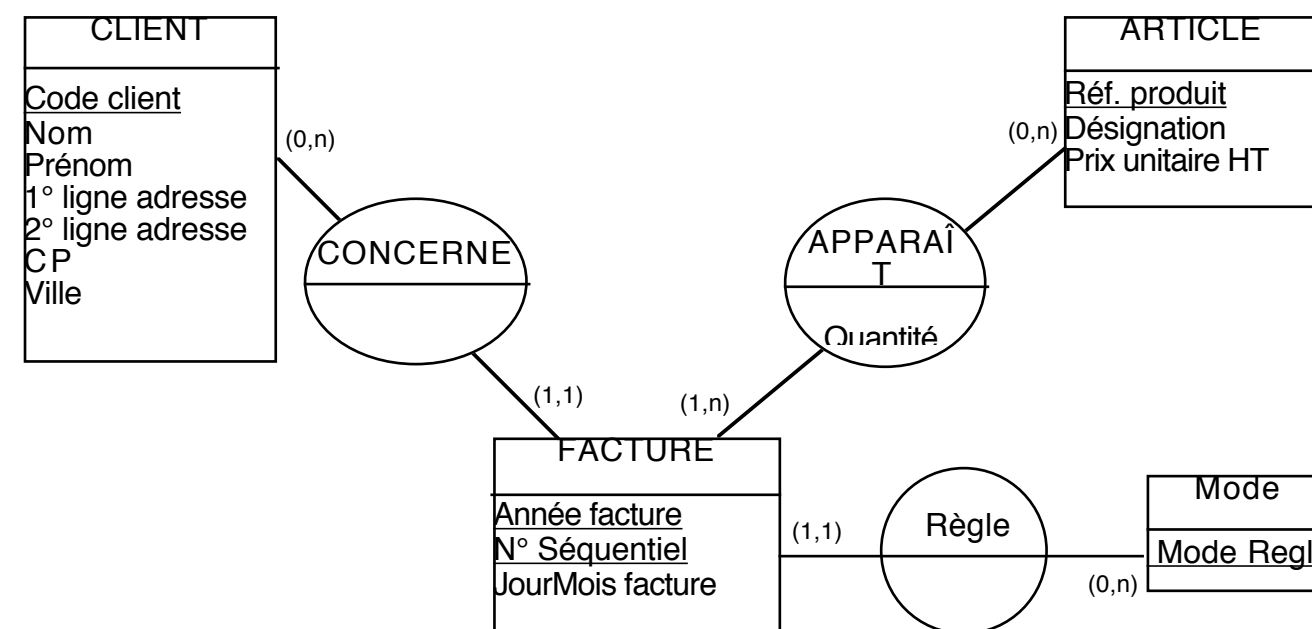 CLIENT
Code client
Nom
Prénom
1° ligne adresse
2° ligne adresse
CP
Ville
(0,n)
CONCERNE
(1,1)
ARTICLE
Réf. produit
Désignation
Prix unitaire HT
(0,n)
APPARAÎ
T
Quantité
(1,n)
FACTURE
Année facture
N° Séquentiel
JourMois facture
(1,1)
Règle
(0,n)
Mode
Mode Regl